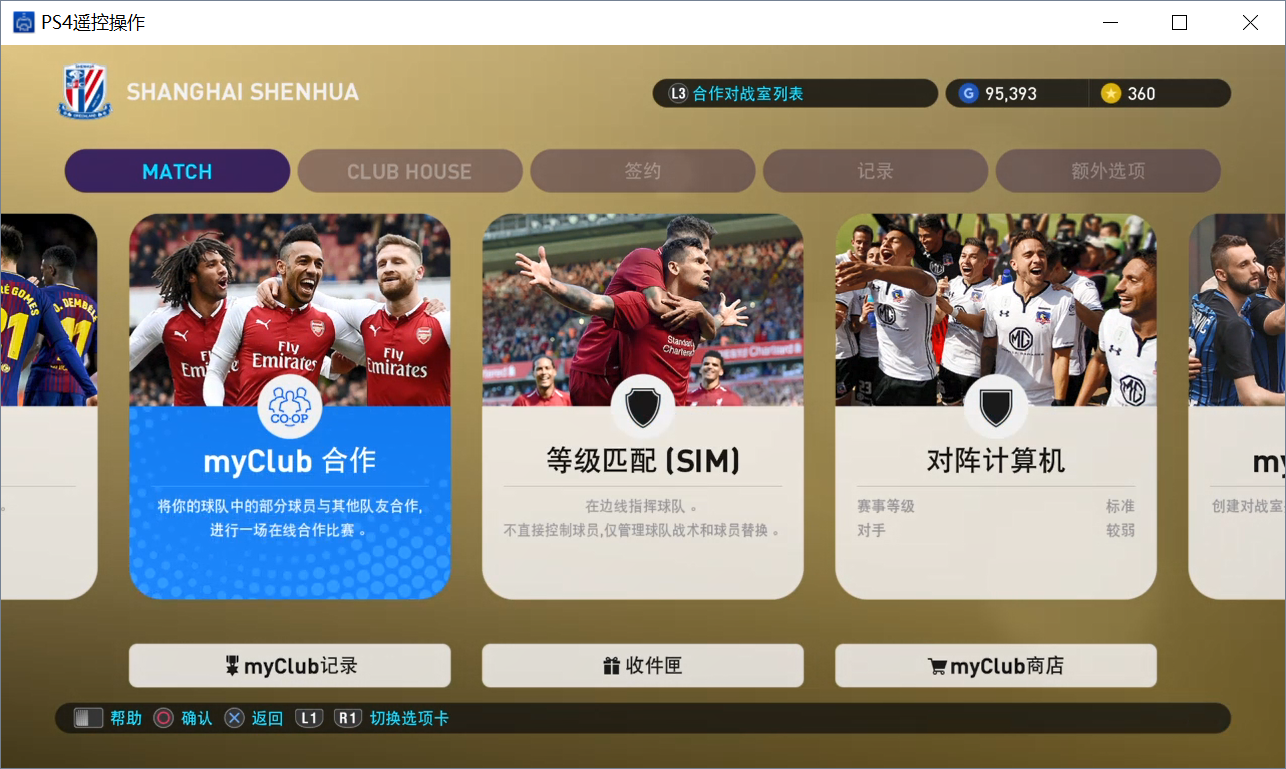 PS4遥控操作
SHANGHAI SHENHUA
L3 合作对战室列表
G 95,393
360
MATCH
CLUB HOUSE
签约
记录
额外选项
RÉ GOMES
O. DEMBEL
11
Fly
Emirates
Fly
Emirates
Standard
Chartered
MG
MG
CO-OP
myClub 合作
将你的球队中的部分球员与其他队友合作,
进行一场在线合作比赛。
等级匹配 (SIM)
在边线指挥球队。
不直接控制球员,仅管理球队战术和球员替换。
对阵计算机
赛事等级 标准
对手 较弱
my
创建对战室
myClub记录
收件匣
myClub商店
帮助 确认 返回 L1 R1 切换选项卡